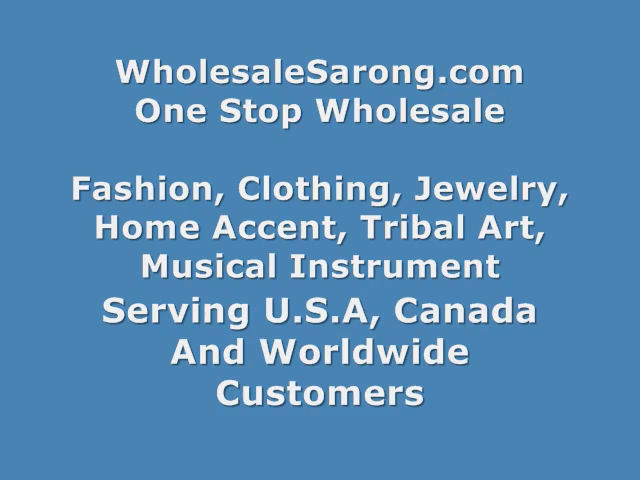 WholesaleSarong.com
One Stop Wholesale
Fashion, Clothing, Jewelry,
Home Accent, Tribal Art,
Musical Instrument
Serving U.S.A, Canada
And Worldwide
Customers